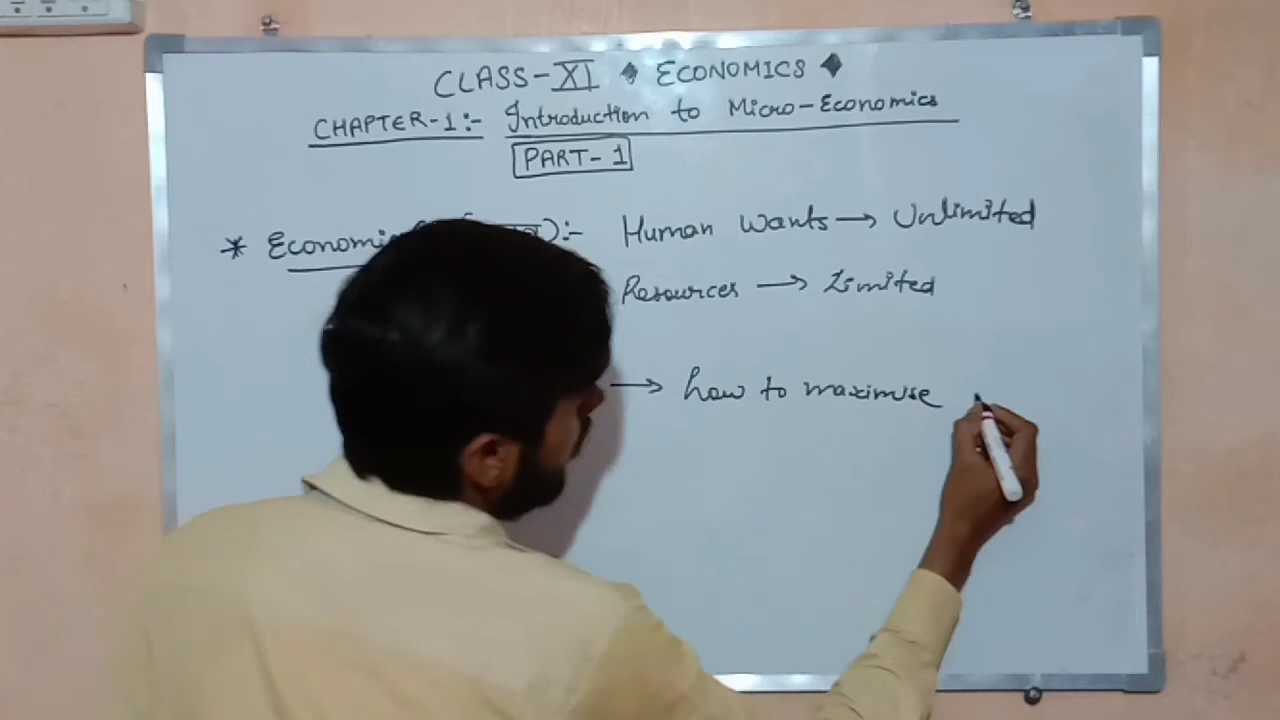 CLASS-XI ◆ ECONOMICS ◆
CHAPTER-1:- Introduction to Micro-Economics
PART-1
* Economic :- Human Wants → Unlimited
Resources → Limited
→ how to maximise